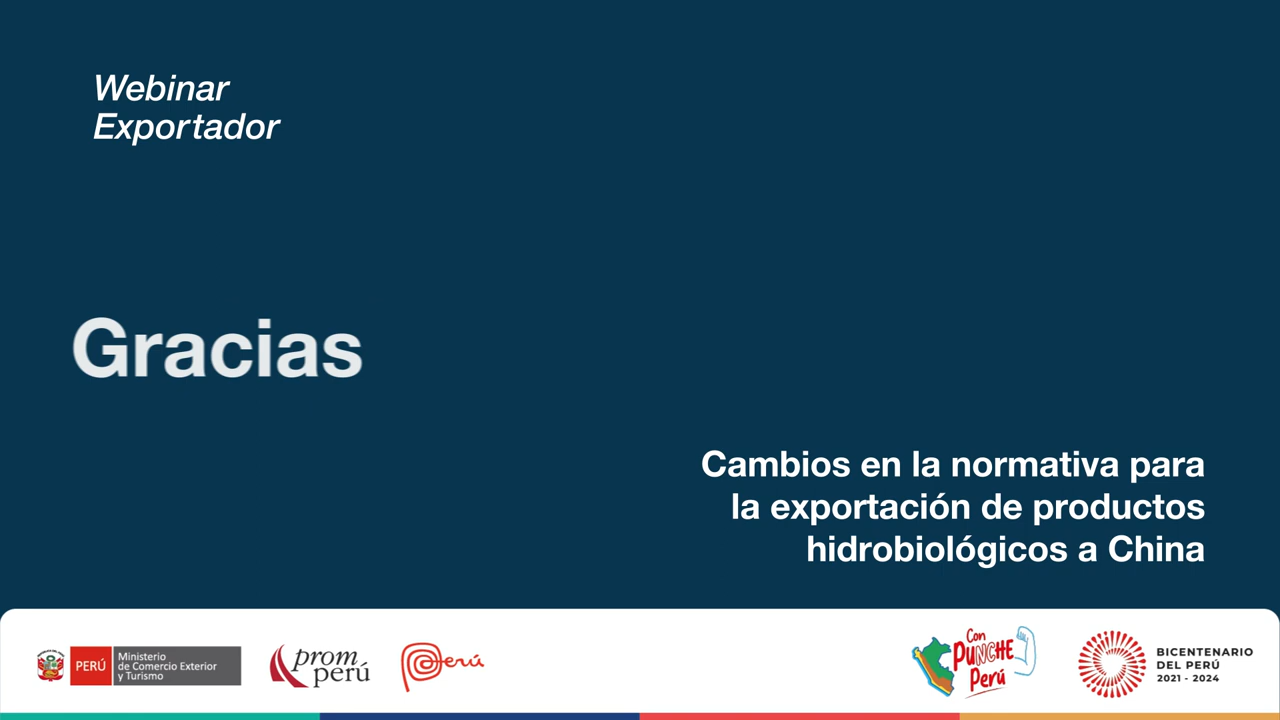 Webinar
Exportador
Gracias
Cambios en la normativa para
la exportación de productos
hidrobiológicos a China
PERÚ
Ministerio
de Comercio Exterior
y Turismo
prom
perú
Perú
Con
PUNCHE
Perú
BICENTENARIO
DEL PERÚ
2021 - 2024